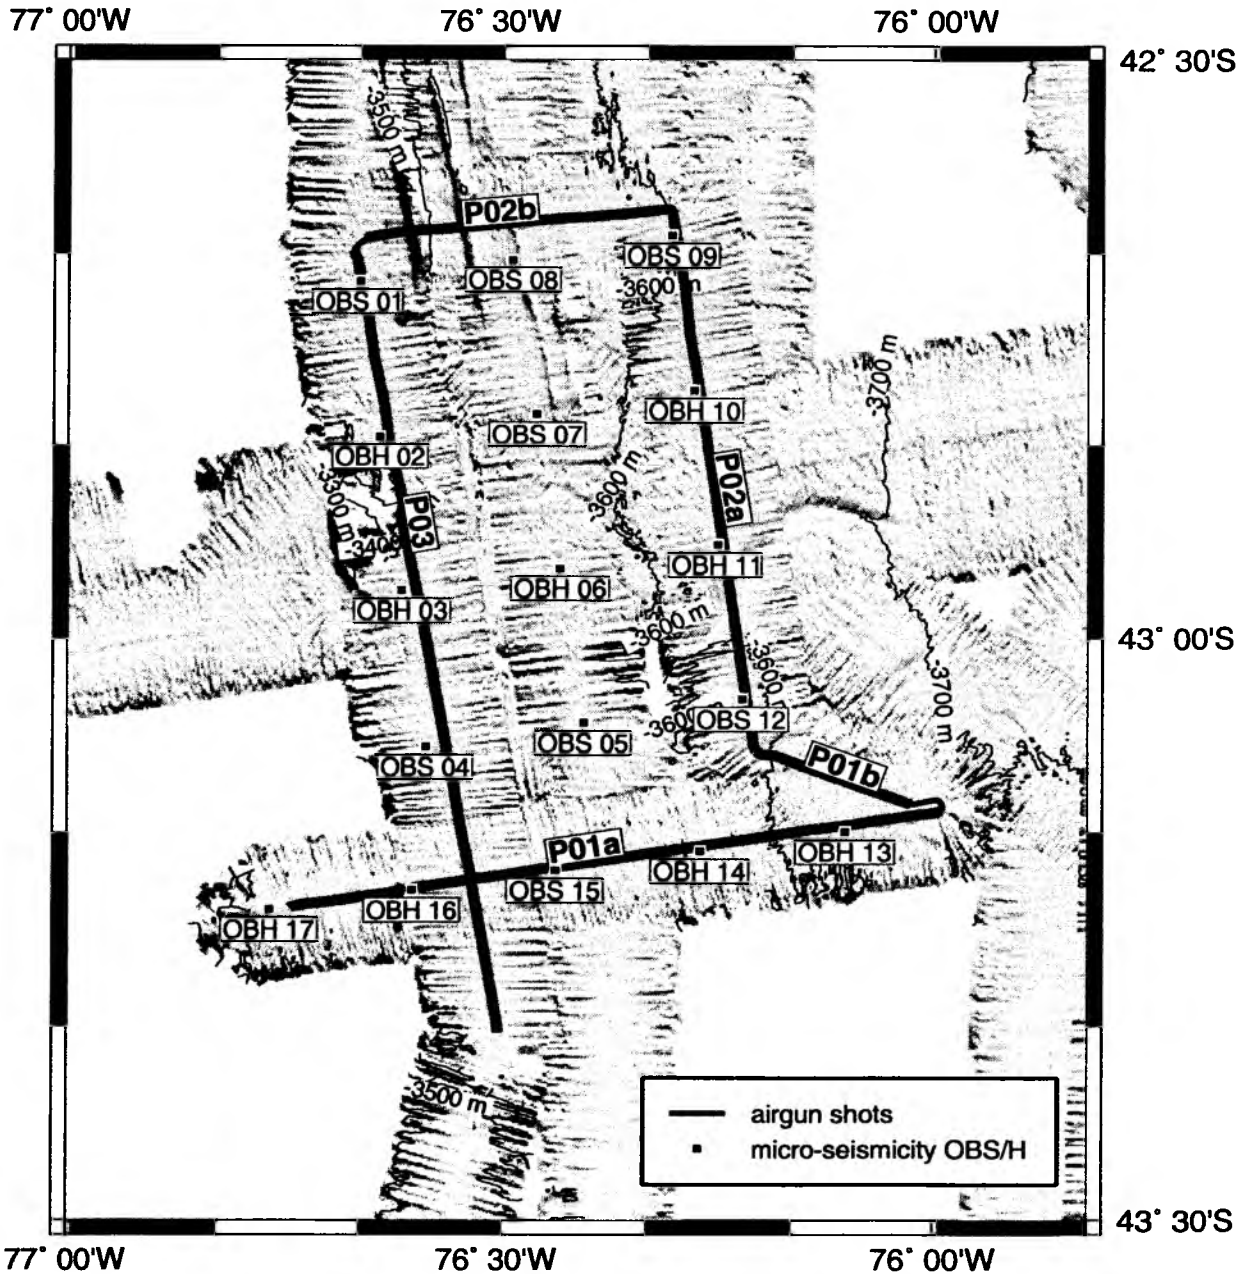 77° 00'W 76° 30'W 76° 00'W
42° 30'S
-3500 m
P02b
OBS 09
OBS 08
OBS 01
-3600 m
-3700 m
OBH 10
OBS 07
OBH 02
-3300 m
-3600 m
P02a
P03
-3400
OBH 11
OBH 06
OBH 03
-3600 m
43° 00'S
-3600 m
-3700 m
OBS 12
-360
OBS 05
OBS 04
P01b
P01a
OBH 13
OBH 14
OBS 15
OBH 16
OBH 17
-3500 m
airgun shots
micro-seismicity OBS/H
43° 30'S
77° 00'W 76° 30'W 76° 00'W